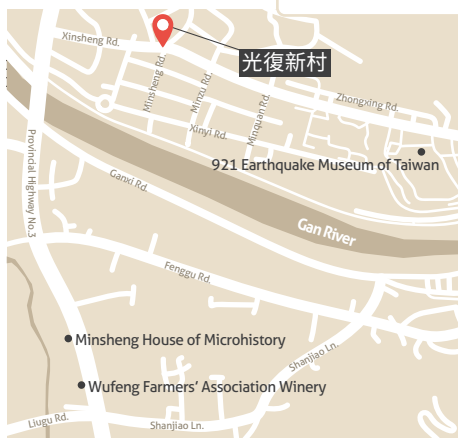 Xinsheng Rd.
光復新村
Minsheng Rd.
Minzu Rd.
Minquan Rd.
Zhongxing Rd.
Xinyi Rd.
Provindal Highway No.3
921 Earthquake Museum of Taiwan
Ganxi Rd.
Gan River
Fenggu Rd.
Minsheng House of Microhistory
Shanjiao Ln.
Wufeng Farmers' Association Winery
Liugu Rd.
Shanjiao Ln.